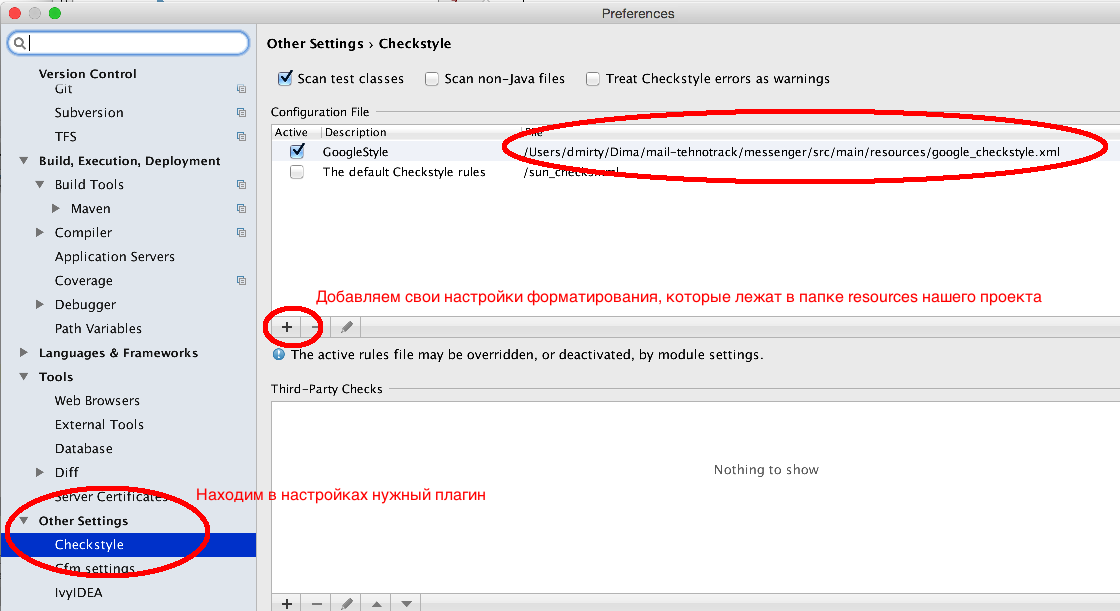 Preferences
Other Settings › Checkstyle
Version Control
Git
Subversion
TFS
Build, Execution, Deployment
Build Tools
Maven
Compiler
Application Servers
Coverage
Debugger
Path Variables
Languages & Frameworks
Tools
Web Browsers
External Tools
Database
Diff
Server Certificates
Other Settings
Checkstyle
Cfm settings
IvyIDEA
Scan test classes Scan non-Java files Treat Checkstyle errors as warnings
Configuration File
Active Description File
GoogleStyle /Users/dmirty/Dima/mail-tehnotrack/messenger/src/main/resources/google_checkstyle.xml
The default Checkstyle rules /sun_checks.xml
Добавляем свои настройки форматирования, которые лежат в папке resources нашего проекта
The active rules file may be overridden, or deactivated, by module settings.
Third-Party Checks
Nothing to show
Находим в настройках нужный плагин